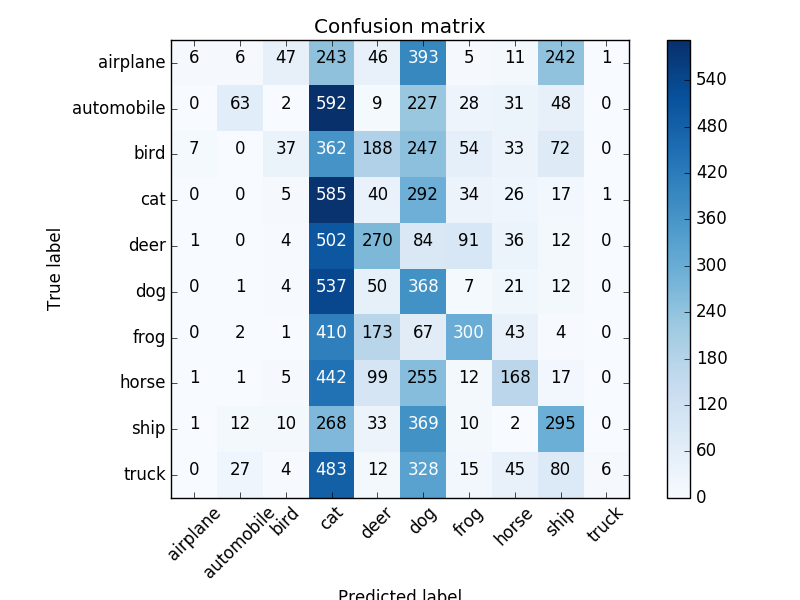 Confusion matrix
airplane 6 6 47 243 46 393 5 11 242 1
automobile 0 63 2 592 9 227 28 31 48 0
bird 7 0 37 362 188 247 54 33 72 0
cat 0 0 5 585 40 292 34 26 17 1
deer 1 0 4 502 270 84 91 36 12 0
dog 0 1 4 537 50 368 7 21 12 0
frog 0 2 1 410 173 67 300 43 4 0
horse 1 1 5 442 99 255 12 168 17 0
ship 1 12 10 268 33 369 10 2 295 0
truck 0 27 4 483 12 328 15 45 80 6
True label
airplane automobile bird cat deer dog frog horse ship truck
Predicted label
540
480
420
360
300
240
180
120
60
0